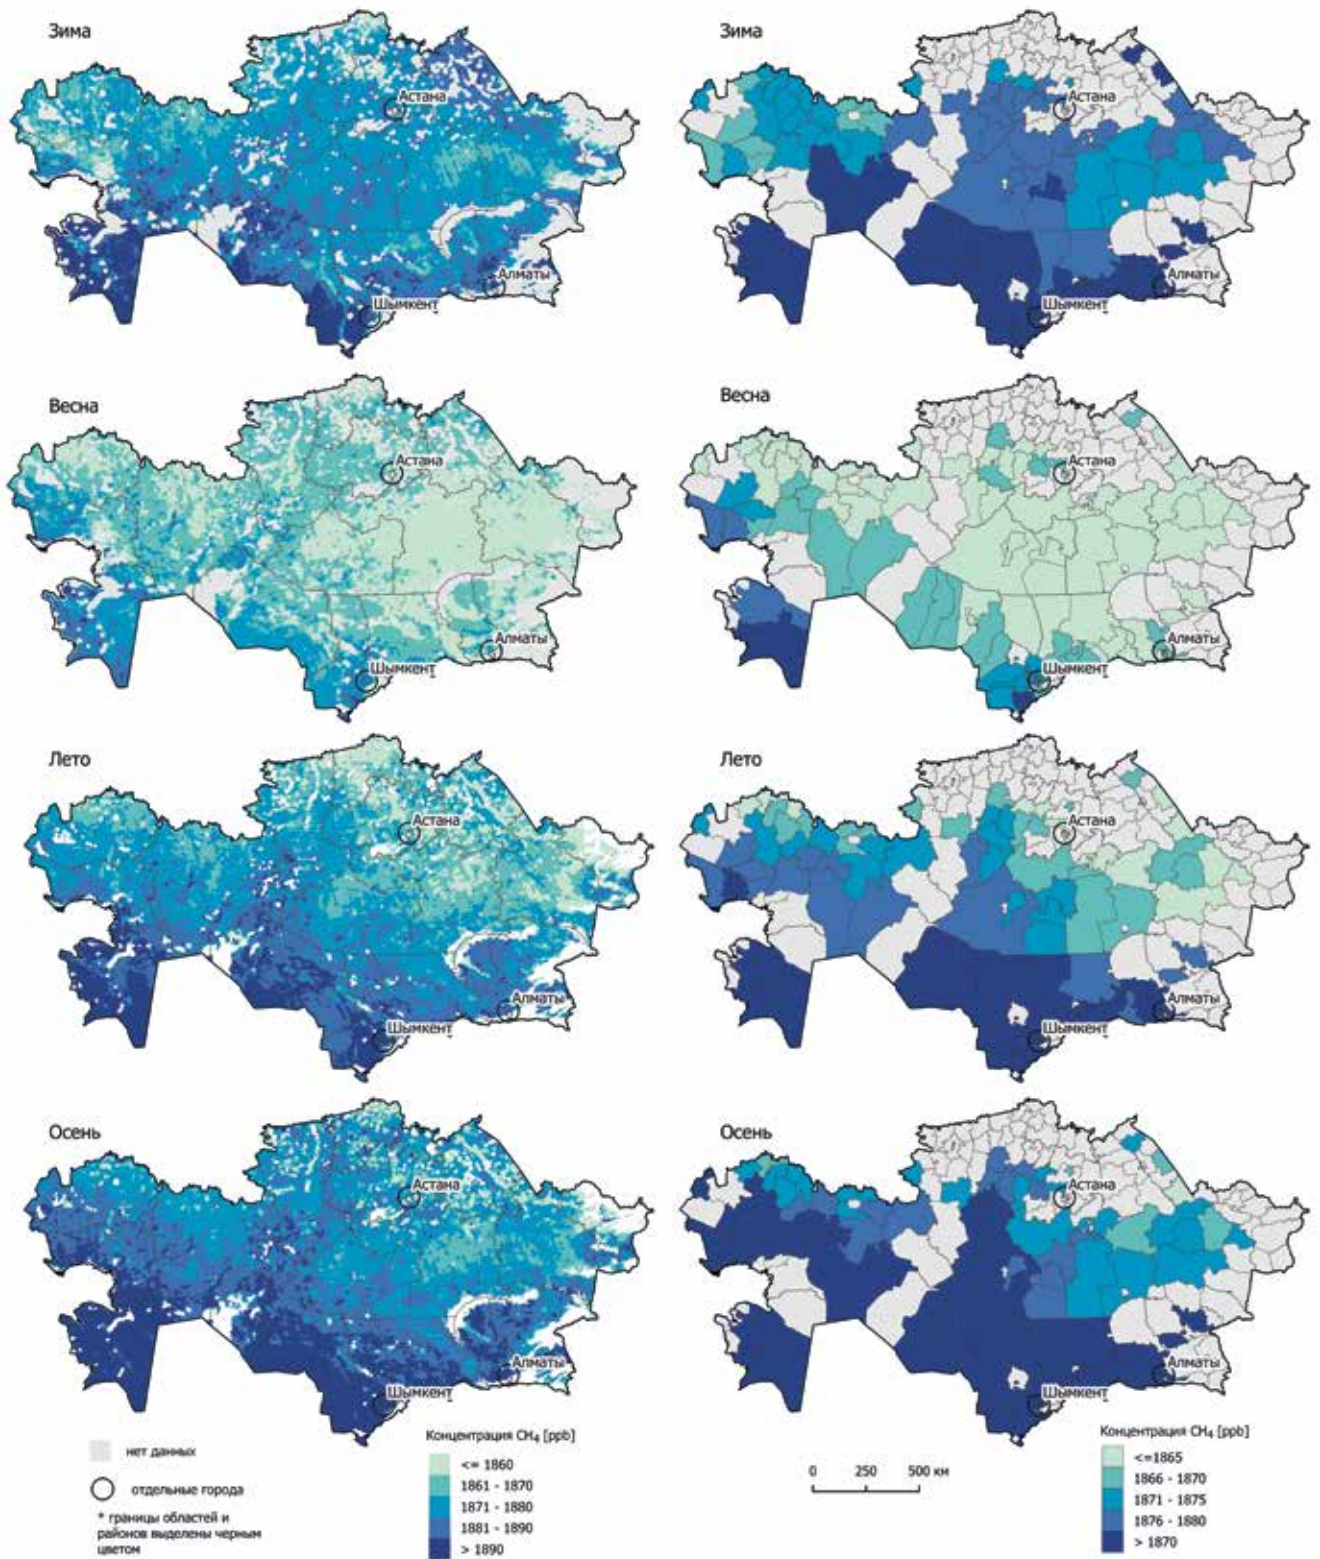 Зима
Астана
Алматы
Шымкент
Зима
Астана
Алматы
Шымкент
Весна
Астана
Алматы
Шымкент
Весна
Астана
Алматы
Шымкент
Лето
Астана
Алматы
Шымкент
Лето
Астана
Алматы
Шымкент
Осень
Астана
Алматы
Шымкент
Осень
Астана
Алматы
Шымкент
нет данных
отдельные города
* границы областей и
районов выделены черным
цветом
Концентрация CH₄ [ppb]
<= 1860
1861 - 1870
1871 - 1880
1881 - 1890
> 1890
0 250 500 км
Концентрация CH₄ [ppb]
<=1865
1866 - 1870
1871 - 1875
1876 - 1880
> 1870